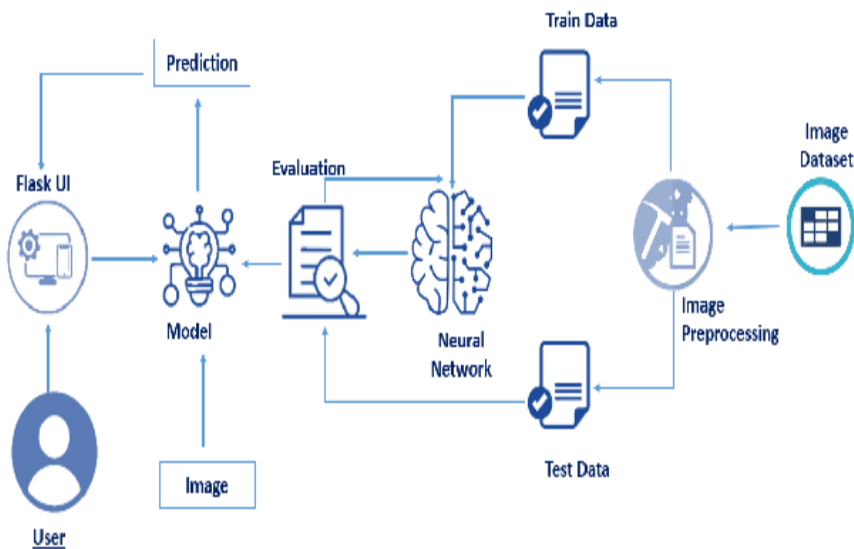 Train Data
Prediction
Image
Dataset
Evaluation
Flask UI
Model
Neural
Network
Image
Preprocessing
Image
Test Data
User